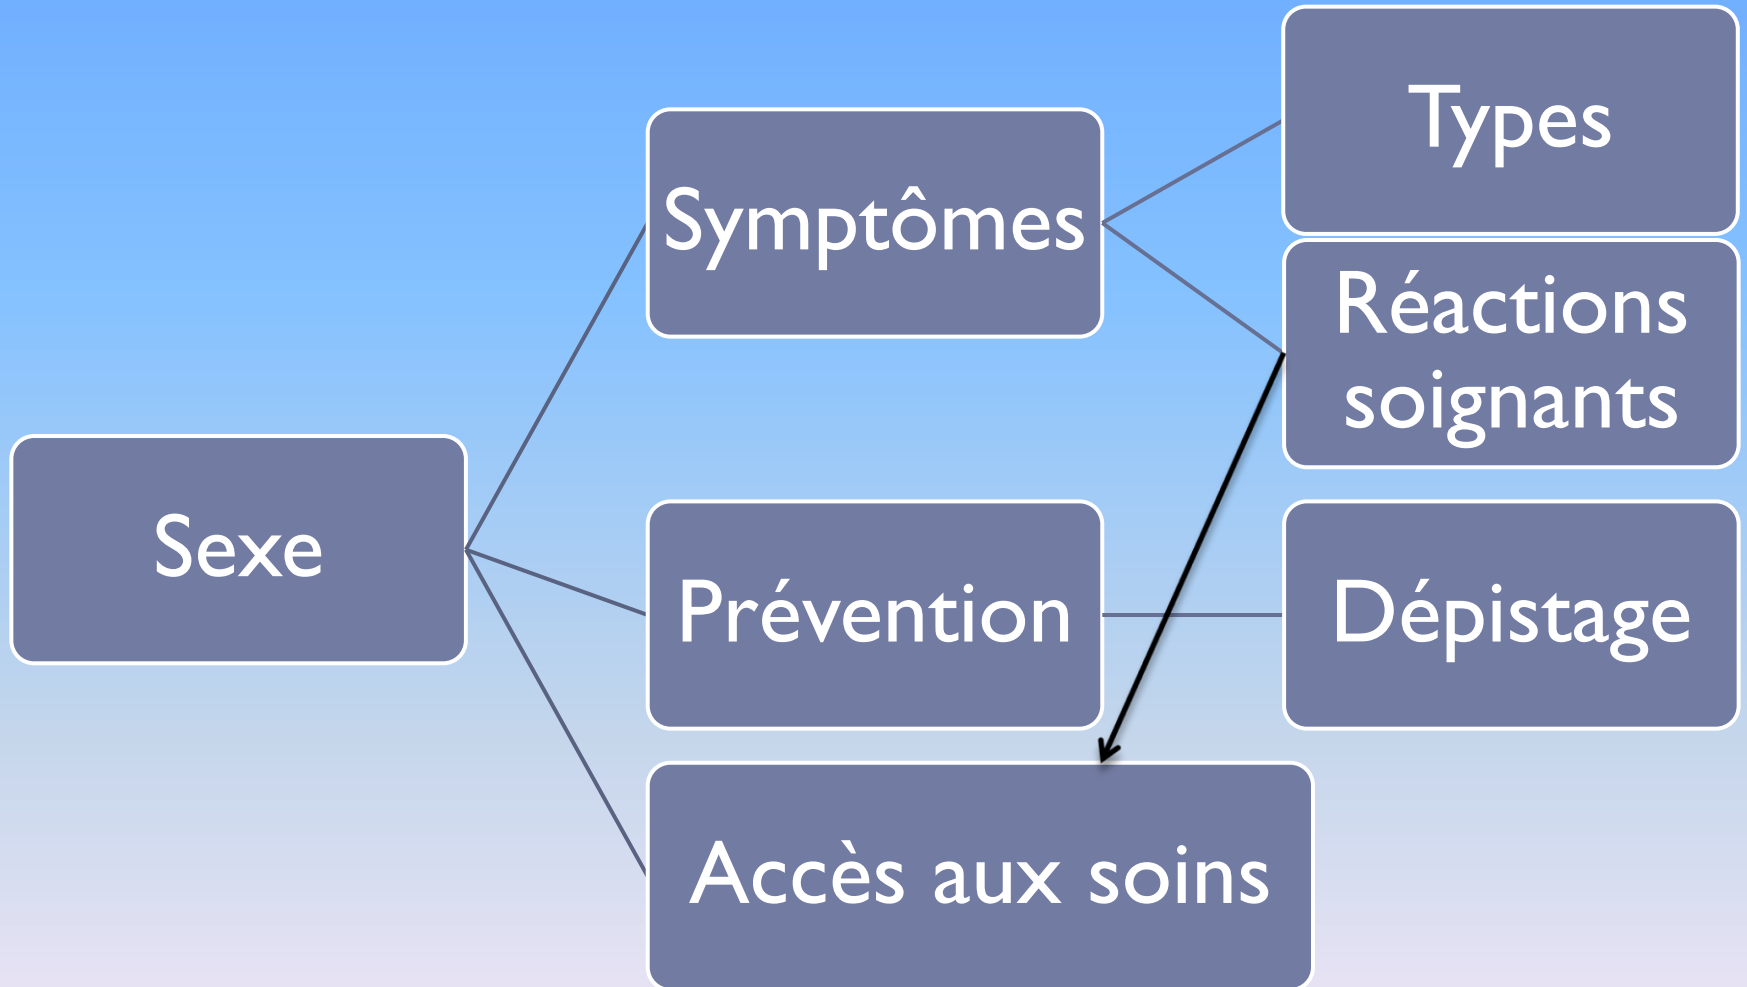 Sexe
Symptômes
Types
Réactions
soignants
Prévention
Dépistage
Accès aux soins